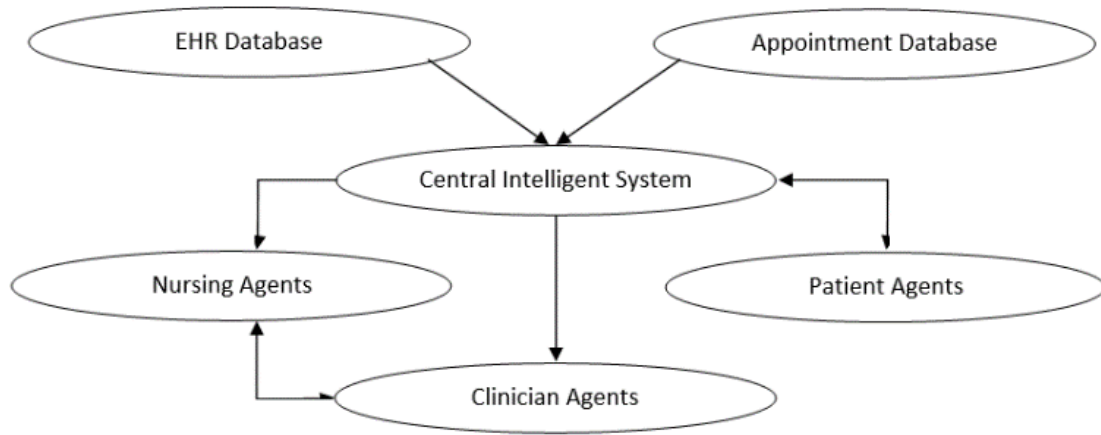 EHR Database
Appointment Database
Central Intelligent System
Nursing Agents
Patient Agents
Clinician Agents